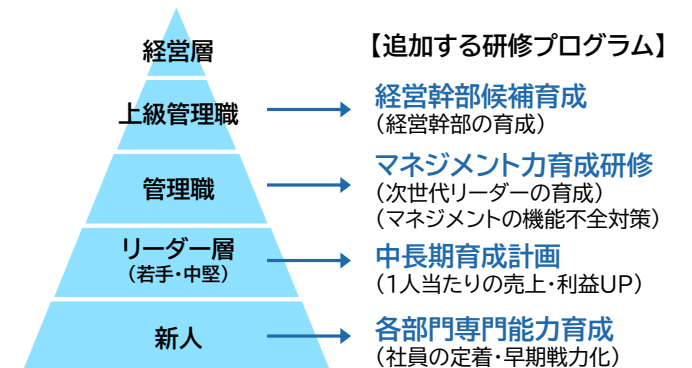 【追加する研修プログラム】
経営層
上級管理職
経営幹部候補育成
（経営幹部の育成）
管理職
マネジメント力育成研修
（次世代リーダーの育成）
（マネジメントの機能不全対策）
リーダー層
（若手・中堅）
中長期育成計画
（1人当たりの売上・利益UP）
新人
各部門専門能力育成
（社員の定着・早期戦力化）